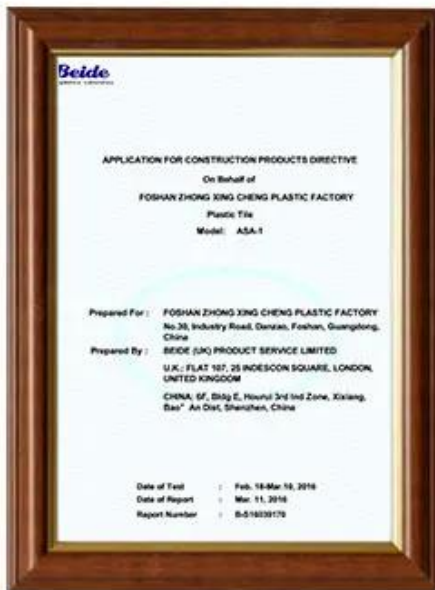 Beide
APPLICATION FOR CONSTRUCTION PRODUCTS DIRECTIVE
On Behalf of
FOSHAN ZHONG XING CHENG PLASTIC FACTORY
Plastic Tile
Model: ASA-1
Prepared For : FOSHAN ZHONG XING CHENG PLASTIC FACTORY
No.30, Industry Road, Danzao, Foshan, Guangdong,
China
Prepared By : BEIDE (UK) PRODUCT SERVICE LIMITED
U.K.: FLAT 107, 25 INDESCON SQUARE, LONDON,
UNITED KINGDOM
CHINA: 6F, Bldg E, Hourui 3rd Ind Zone, Xixiang,
Bao" An Dist, Shenzhen, China
Date of Test : Feb. 18-Mar.10, 2016
Date of Report : Mar. 11, 2016
Report Number : B-S16030170